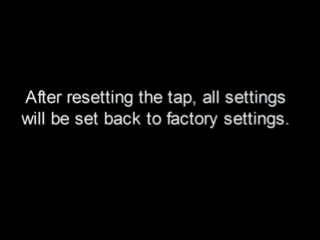 After resetting the tap, all settings
will be set back to factory settings.